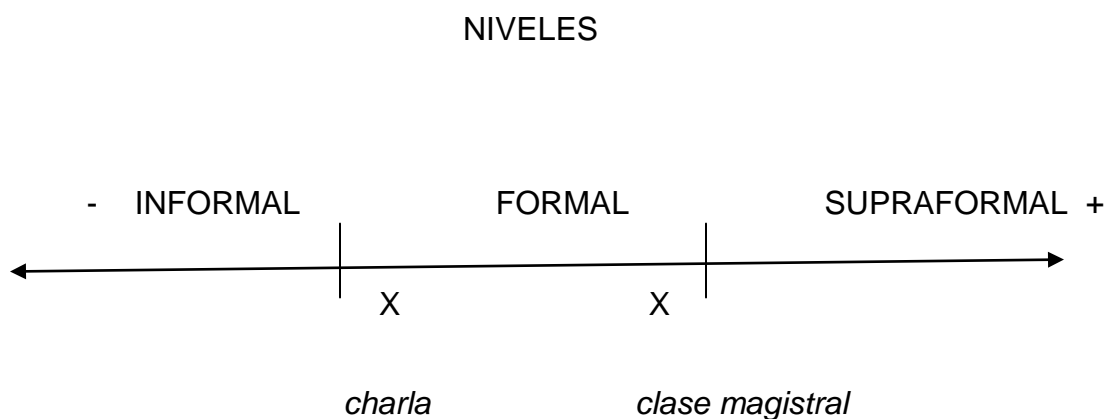 NIVELES
- INFORMAL FORMAL SUPRAFORMAL +
X X
charla clase magistral